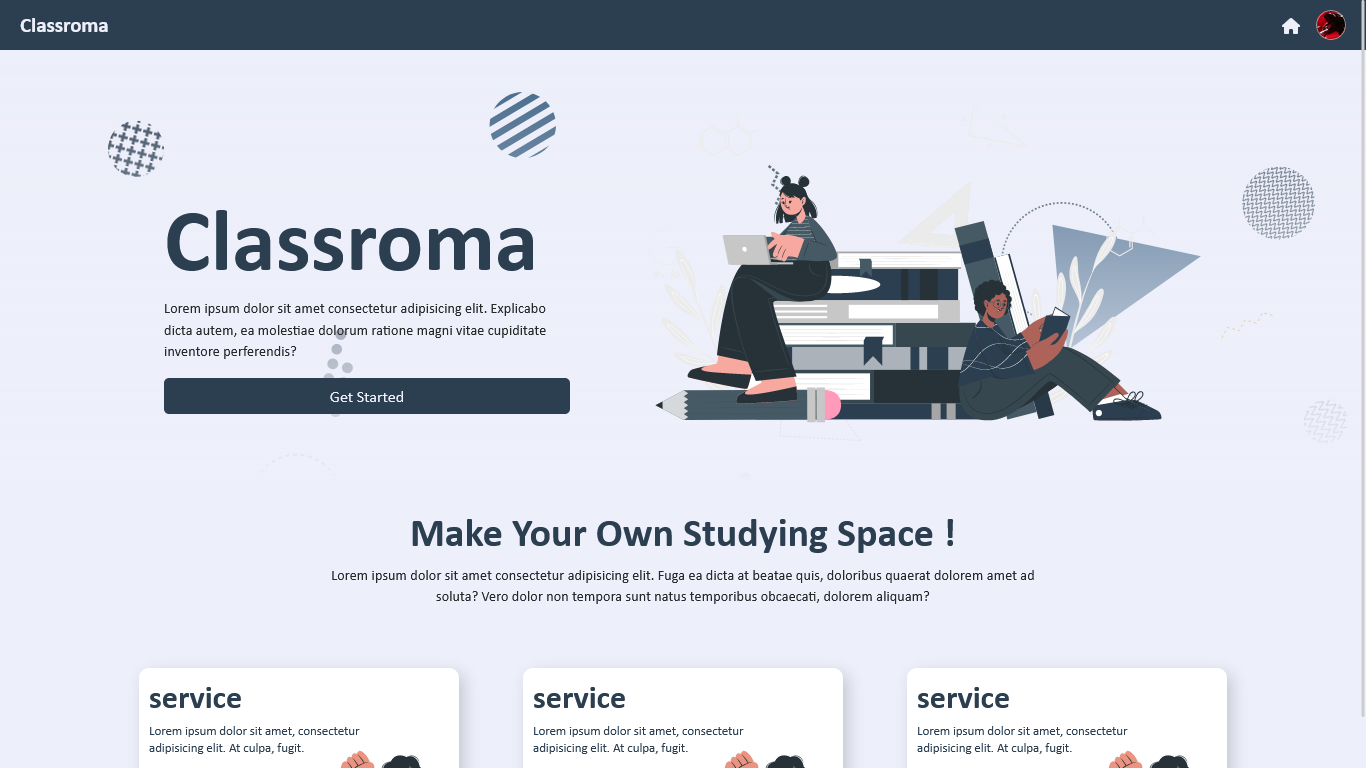 Classroma
Classroma
Lorem ipsum dolor sit amet consectetur adipisicing elit. Explicabo
dicta autem, ea molestiae dolorum ratione magni vitae cupiditate
inventore perferendis?
Get Started
Make Your Own Studying Space !
Lorem ipsum dolor sit amet consectetur adipisicing elit. Fuga ea dicta at beatae quis, doloribus quaerat dolorem amet ad
soluta? Vero dolor non tempora sunt natus temporibus obcaecati, dolorem aliquam?
service
Lorem ipsum dolor sit amet, consectetur
adipisicing elit. At culpa, fugit.
service
Lorem ipsum dolor sit amet, consectetur
adipisicing elit. At culpa, fugit.
service
Lorem ipsum dolor sit amet, consectetur
adipisicing elit. At culpa, fugit.